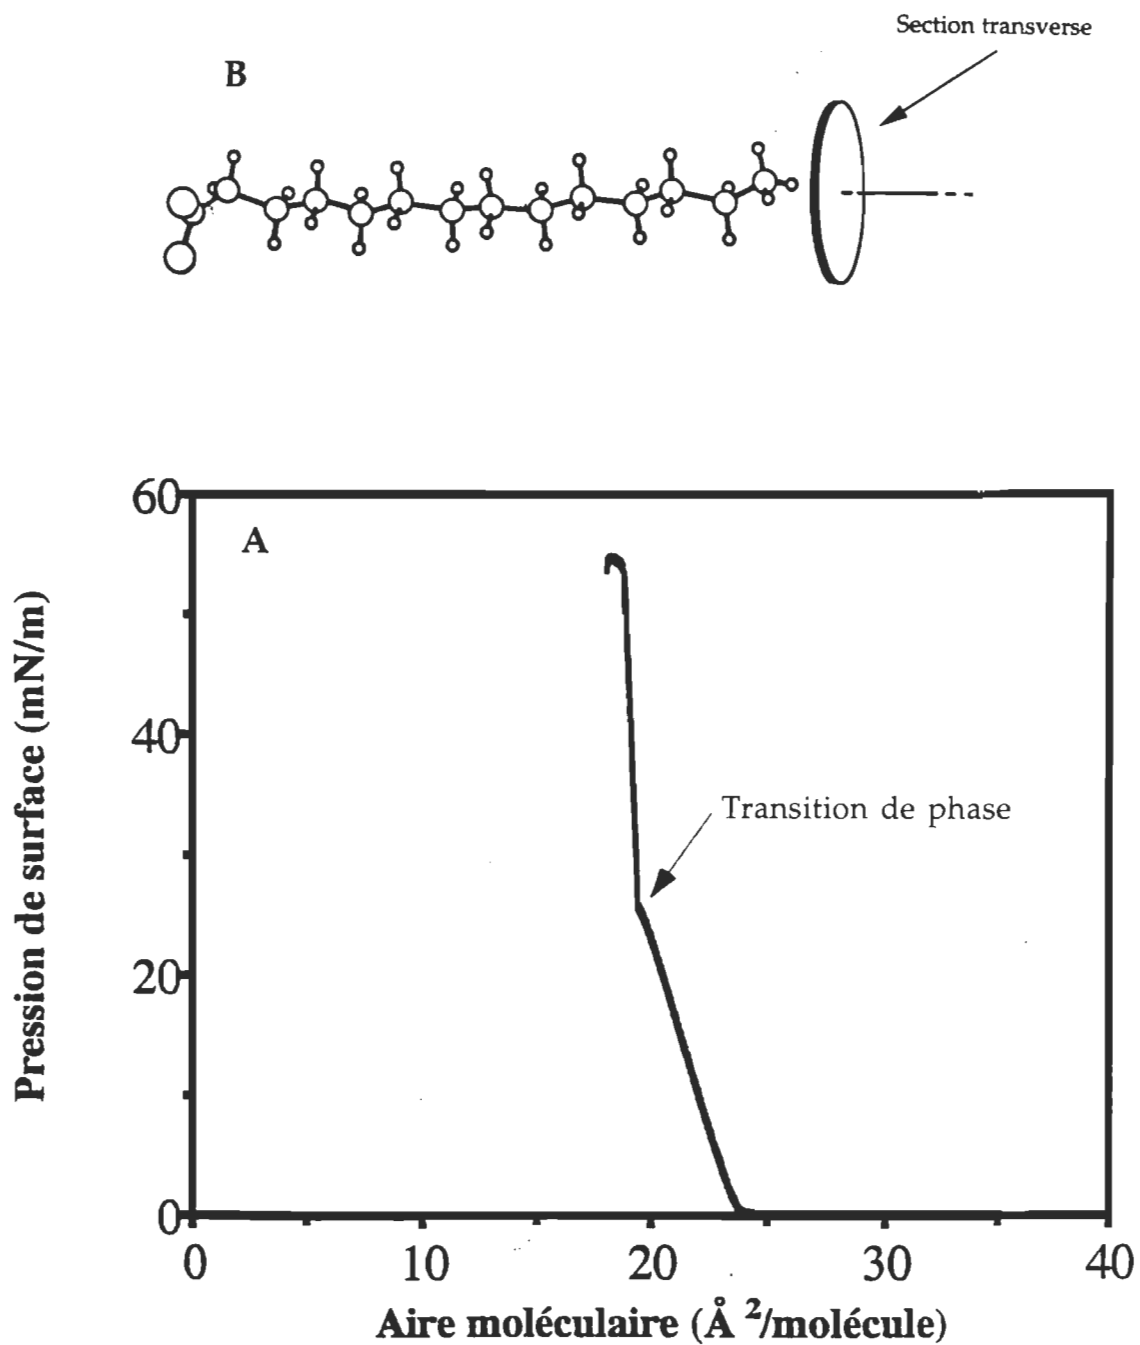 Section transverse
B
60
A
40
Transition de phase
20
0
0 10 20 30 40
Pression de surface (mN/m)
Aire moléculaire (Å ²/molécule)